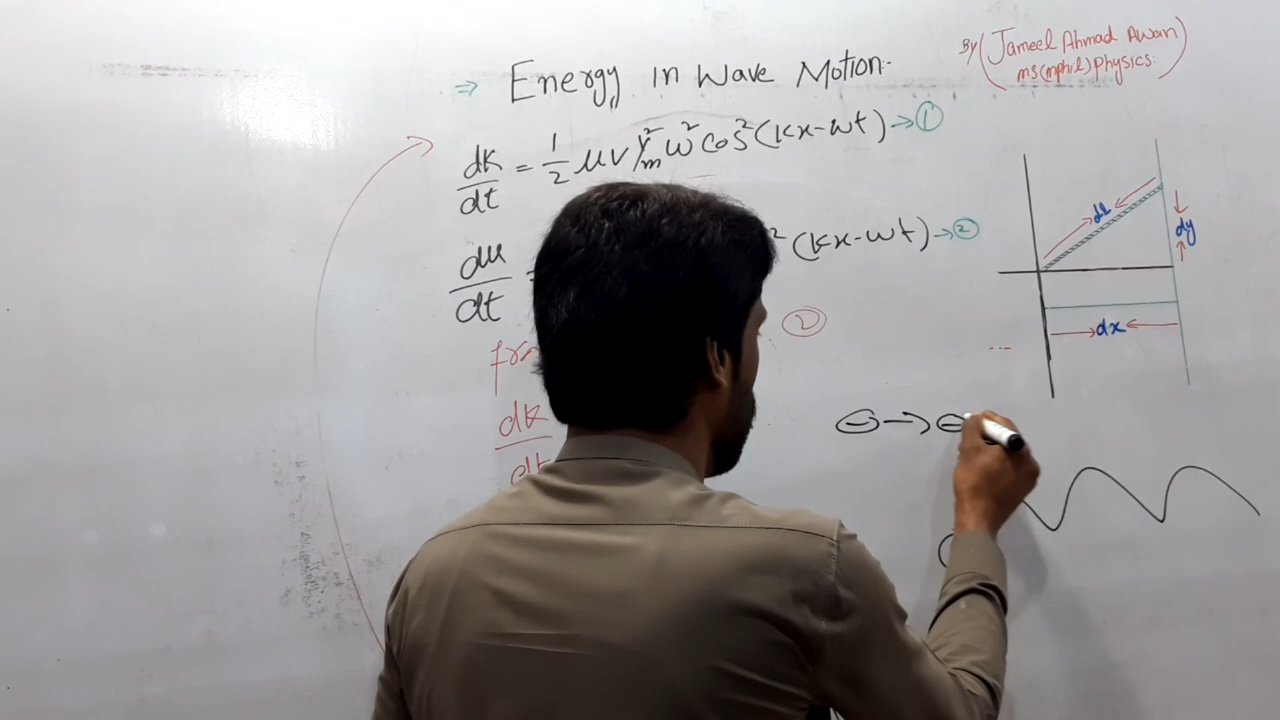 ⇒ Energy in Wave Motion.
By (Jameel Ahmad Awan
MS(mphil) Physics.)
dK/dt = 1/2 μv y²m ω² cos² (kx-ωt) → ①
du/dt = ² (kx-ωt) → ②
②
dK/dt
dl
dy
dx
...
⊖ → ⊖